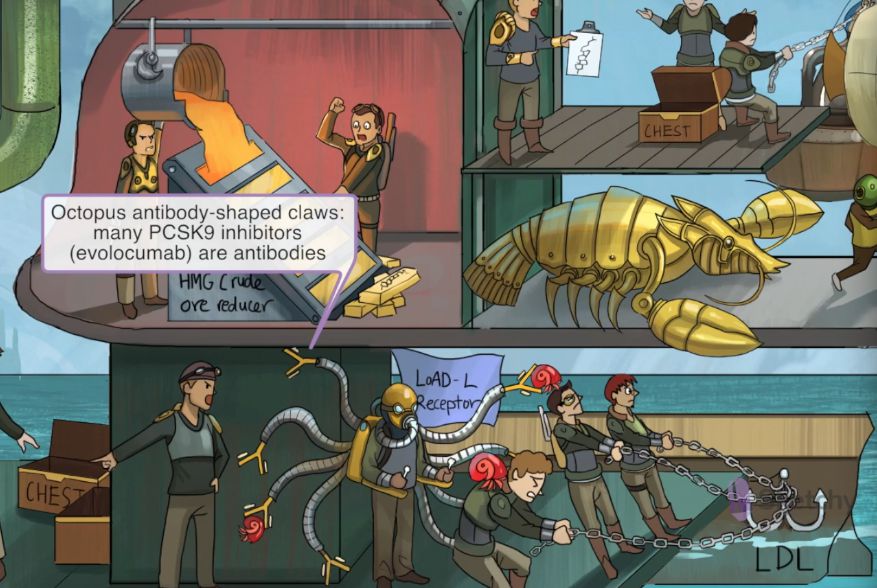 CHEST
Octopus antibody-shaped claws:
many PCSK9 inhibitors
(evolocumab) are antibodies
HMG Crude
ore reducer
LOAD-L
Receptor
CHEST
LDL